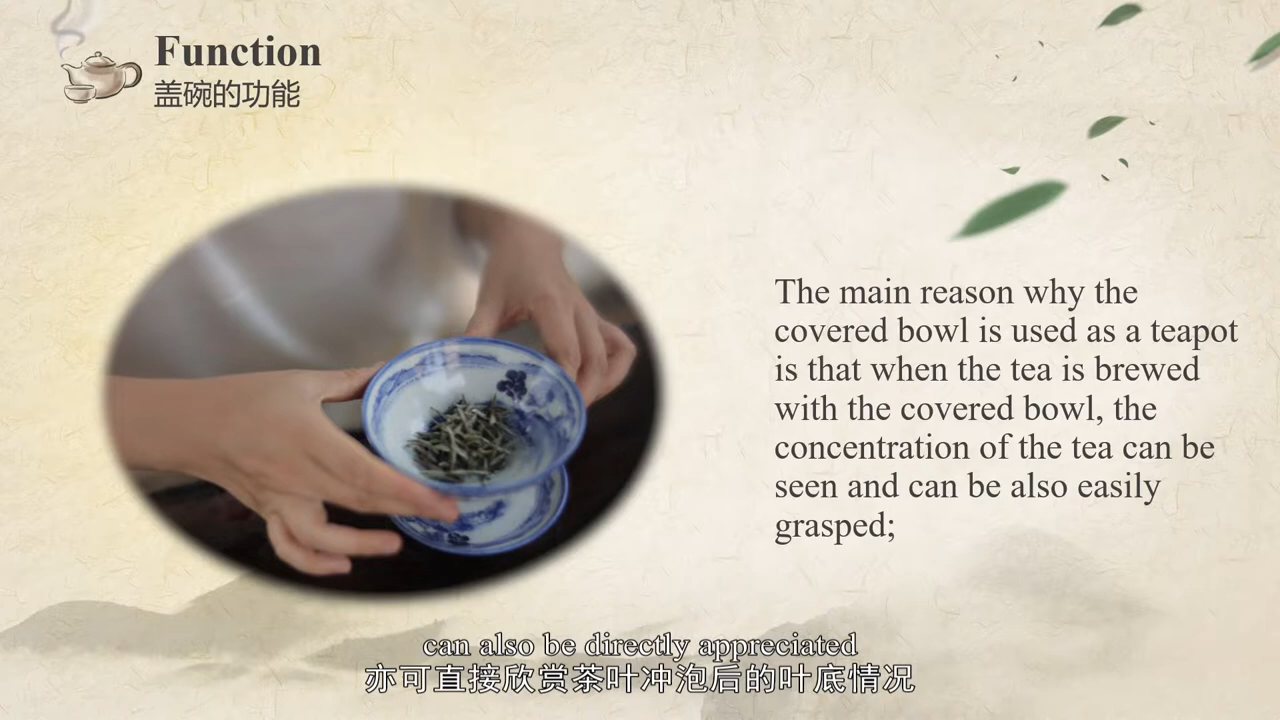 Function
盖碗的功能
The main reason why the
covered bowl is used as a teapot
is that when the tea is brewed
with the covered bowl, the
concentration of the tea can be
seen and can be also easily
grasped;
can also be directly appreciated
亦可直接欣赏茶叶冲泡后的叶底情况